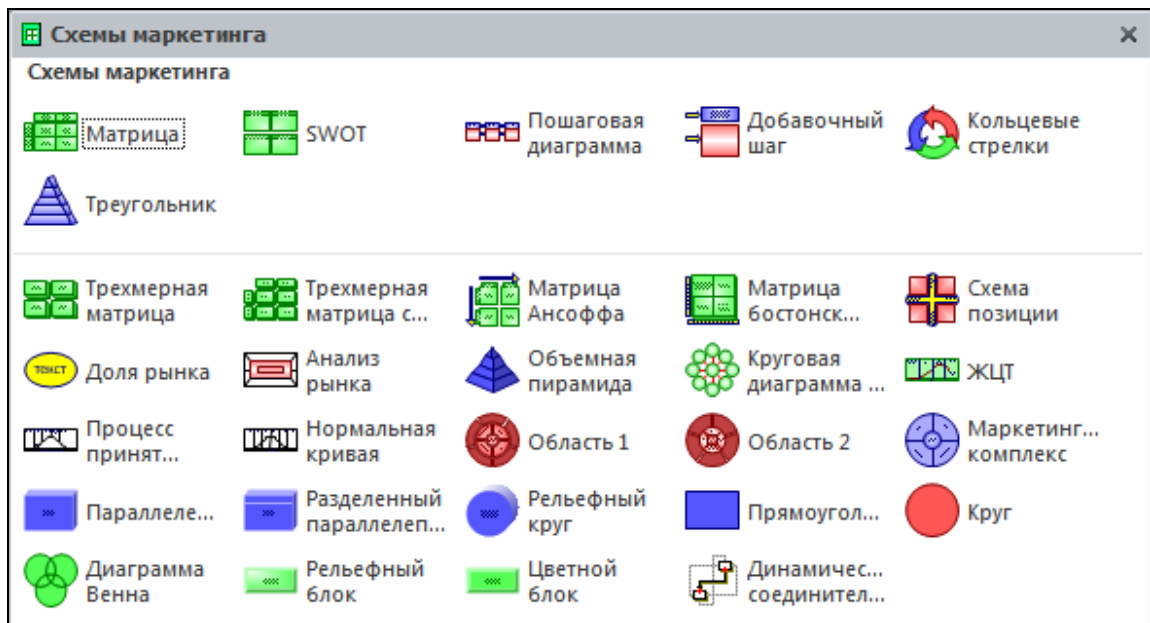 Схемы маркетинга
Схемы маркетинга
Матрица
SWOT
Пошаговая
диаграмма
Добавочный
шаг
Кольцевые
стрелки
Треугольник
Трехмерная
матрица
Трехмерная
матрица с...
Матрица
Ансоффа
Матрица
бостонск...
Схема
позиции
текст
Доля рынка
Анализ
рынка
Объемная
пирамида
Круговая
диаграмма ...
ЖЦТ
Процесс
принят...
Нормальная
кривая
Область 1
Область 2
Маркетинг...
комплекс
Параллеле...
Разделенный
параллелеп...
Рельефный
круг
Прямоугол...
Круг
Диаграмма
Венна
Рельефный
блок
Цветной
блок
Динамичес...
соединител...